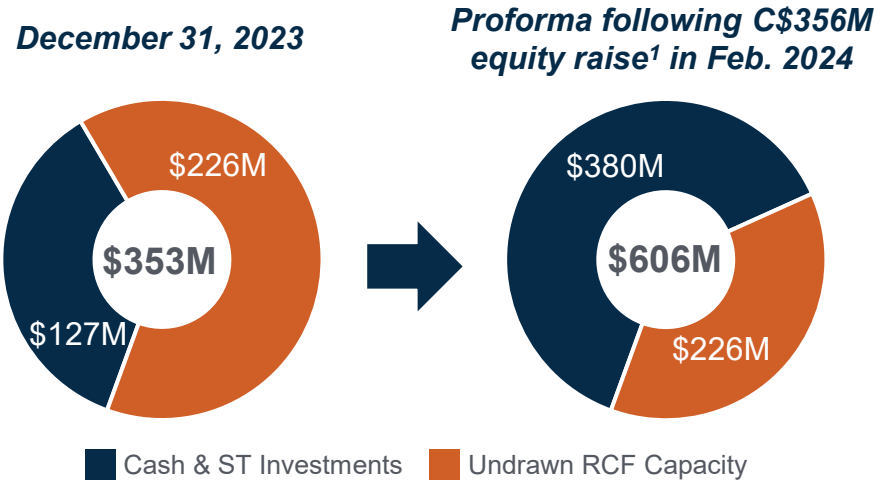 December 31, 2023
Proforma following C$356M
equity raise¹ in Feb. 2024
$226M
$353M
$127M
$380M
$606M
$226M
Cash & ST Investments
Undrawn RCF Capacity